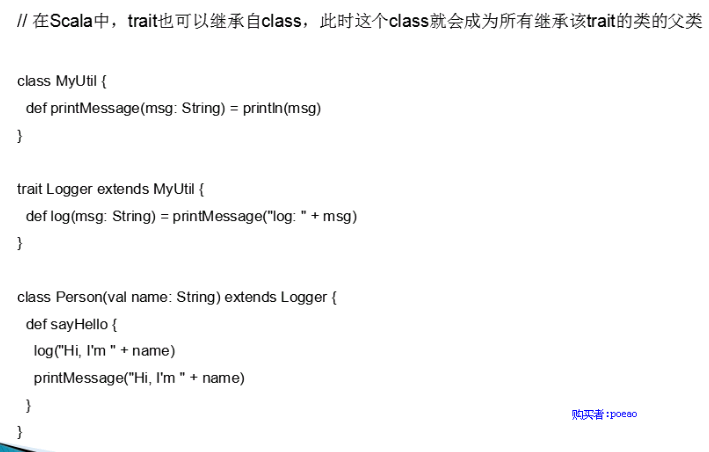 // 在Scala中，trait也可以继承自class，此时这个class就会成为所有继承该trait的类的父类
class MyUtil {
def printMessage(msg: String) = println(msg)
}
trait Logger extends MyUtil {
def log(msg: String) = printMessage("log: " + msg)
}
class Person(val name: String) extends Logger {
def sayHello {
log("Hi, I'm " + name)
printMessage("Hi, I'm " + name)
}
购买者:poeao
}